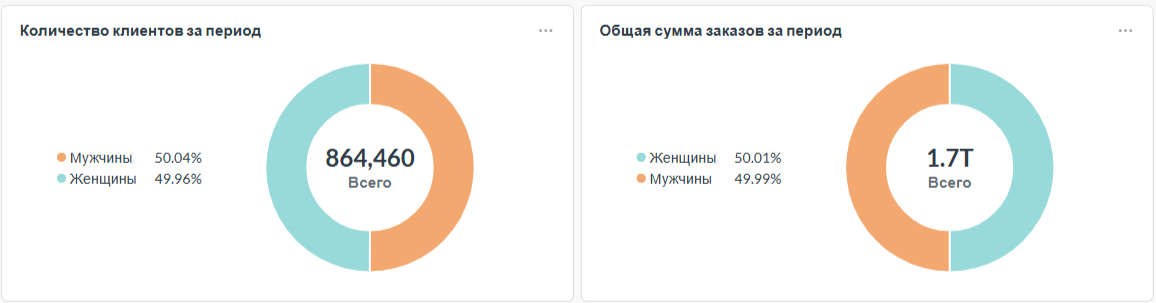 Количество клиентов за период
Мужчины 50.04%
Женщины 49.96%
864,460
Всего
Общая сумма заказов за период
Женщины 50.01%
Мужчины 49.99%
1.7T
Всего